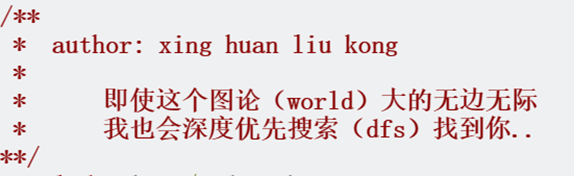 /**
* author: xing huan liu kong
*
* 即使这个图论（world）大的无边无际
* 我也会深度优先搜索（dfs）找到你..
**/